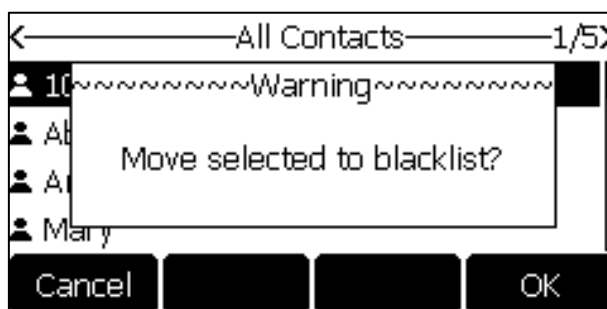 All Contacts 1/5
Warning
Move selected to blacklist?
Mary
Cancel OK